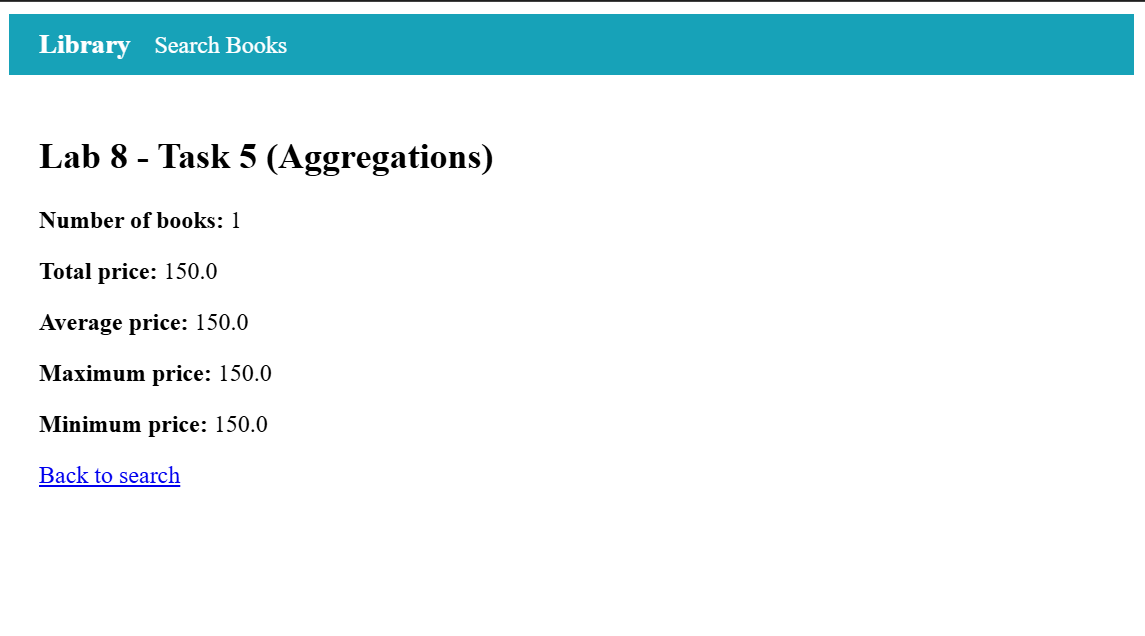 Library Search Books
Lab 8 - Task 5 (Aggregations)
Number of books: 1
Total price: 150.0
Average price: 150.0
Maximum price: 150.0
Minimum price: 150.0
Back to search